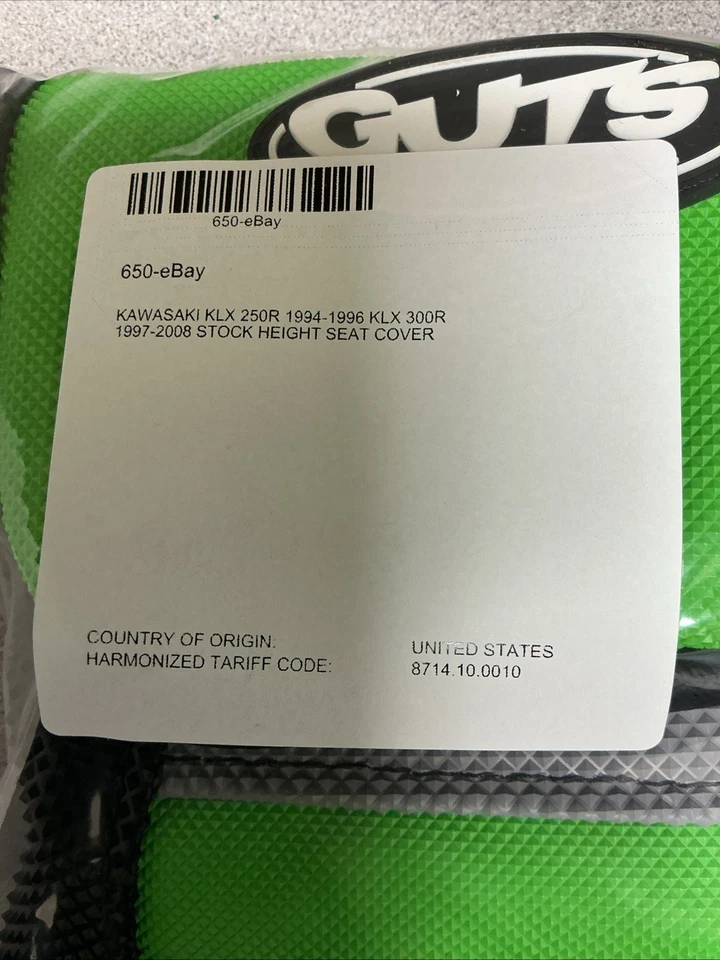 GUTS
650-eBay
650-eBay
KAWASAKI KLX 250R 1994-1996 KLX 300R
1997-2008 STOCK HEIGHT SEAT COVER
COUNTRY OF ORIGIN: UNITED STATES
HARMONIZED TARIFF CODE: 8714.10.0010